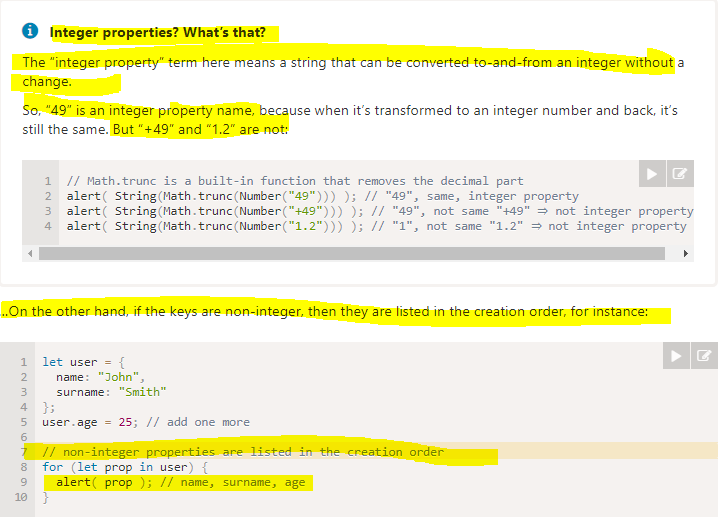 Integer properties? What's that?
The “integer property” term here means a string that can be converted to-and-from an integer without a
change.
So, “49” is an integer property name, because when it's transformed to an integer number and back, it's
still the same. But “+49” and “1.2” are not:
1 // Math.trunc is a built-in function that removes the decimal part
2 alert( String(Math.trunc(Number("49"))) ); // "49", same, integer property
3 alert( String(Math.trunc(Number("+49"))) ); // "49", not same "+49" ⇒ not integer property
4 alert( String(Math.trunc(Number("1.2"))) ); // "1", not same "1.2" ⇒ not integer property
…On the other hand, if the keys are non-integer, then they are listed in the creation order, for instance:
1 let user = {
2   name: "John",
3   surname: "Smith"
4 };
5 user.age = 25; // add one more
6
7 // non-integer properties are listed in the creation order
8 for (let prop in user) {
9   alert( prop ); // name, surname, age
10 }